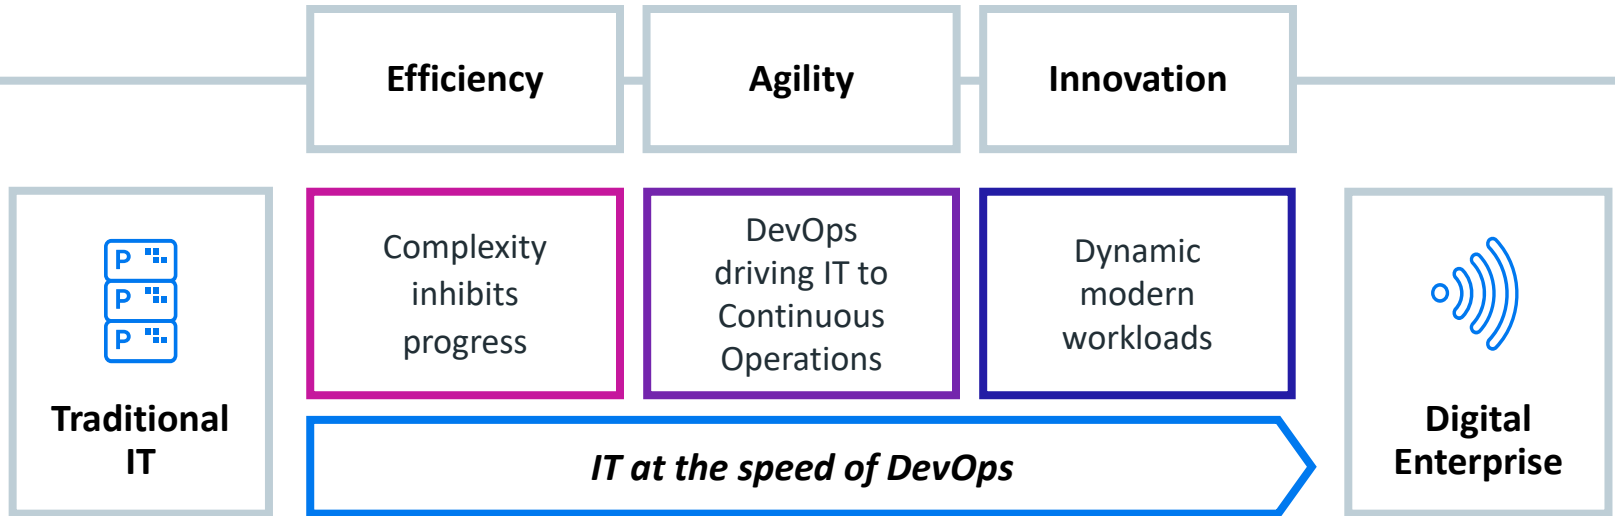 Efficiency
Agility
Innovation
P
P
P
Traditional
IT
Complexity
inhibits
progress
DevOps
driving IT to
Continuous
Operations
Dynamic
modern
workloads
IT at the speed of DevOps
Digital
Enterprise